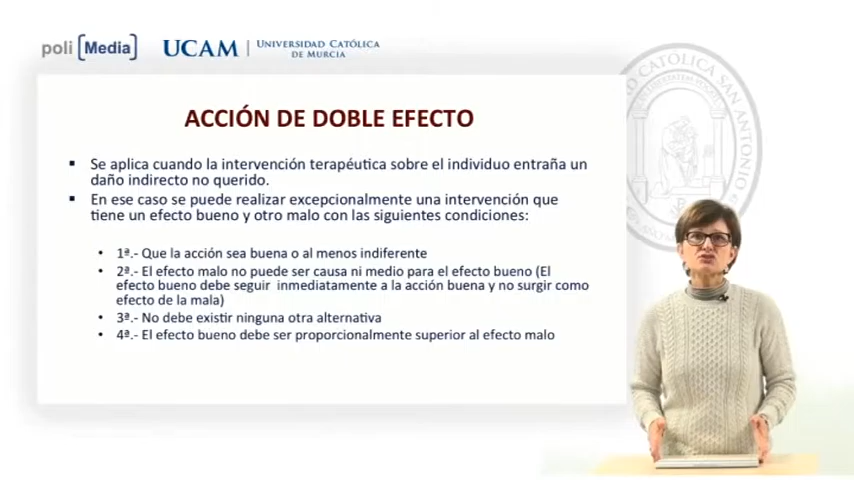 poli [Media] UCAM | UNIVERSIDAD CATÓLICA
DE MURCIA
ACCIÓN DE DOBLE EFECTO
▪ Se aplica cuando la intervención terapéutica sobre el individuo entraña un
daño indirecto no querido.
▪ En ese caso se puede realizar excepcionalmente una intervención que
tiene un efecto bueno y otro malo con las siguientes condiciones:
• 1ª.- Que la acción sea buena o al menos indiferente
• 2ª.- El efecto malo no puede ser causa ni medio para el efecto bueno (El
efecto bueno debe seguir inmediatamente a la acción buena y no surgir como
efecto de la mala)
• 3ª.- No debe existir ninguna otra alternativa
• 4ª.- El efecto bueno debe ser proporcionalmente superior al efecto malo
CATÓLICA SAN ANTONIO